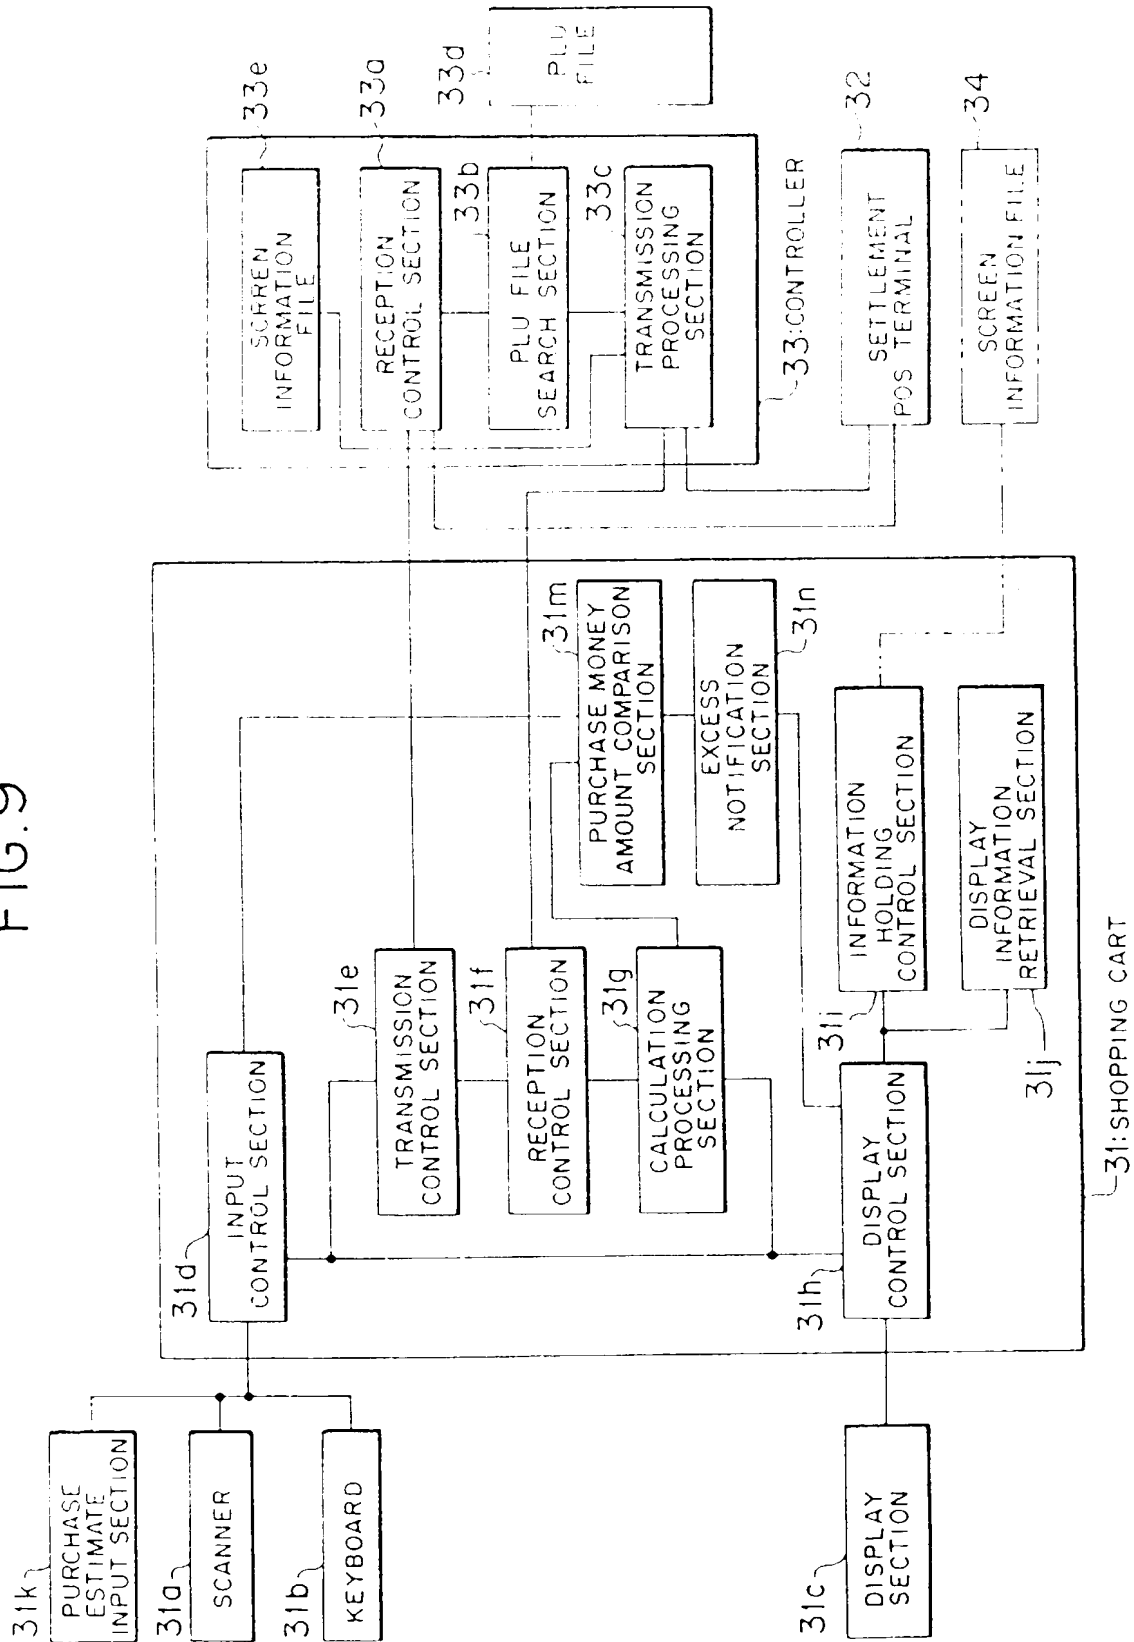 FIG. 9
31k
PURCHASE
ESTIMATE
INPUT SECTION
31a
SCANNER
31b
KEYBOARD
31c
DISPLAY
SECTION
31d
INPUT
CONTROL SECTION
31e
TRANSMISSION
CONTROL SECTION
31f
RECEPTION
CONTROL SECTION
31g
CALCULATION
PROCESSING
SECTION
31h
DISPLAY
CONTROL SECTION
31m
PURCHASE MONEY
AMOUNT COMPARISON
SECTION
31n
EXCESS
NOTIFICATION
SECTION
31i
INFORMATION
HOLDING
CONTROL SECTION
31j
DISPLAY
INFORMATION
RETRIEVAL SECTION
31:SHOPPING CART
33e
SCRREN
INFORMATION
FILE
33a
RECEPTION
CONTROL SECTION
33b
PLU FILE
SEARCH SECTION
33c
TRANSMISSION
PROCESSING
SECTION
33d
PLU
FILE
33:CONTROLLER
32
SETTLEMENT
POS TERMINAL
34
SCREEN
INFORMATION FILE